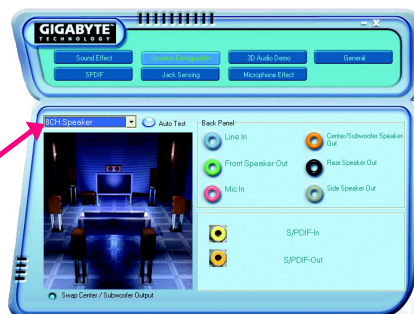 GIGABYTE
TECHNOLOGY
Sound Effect
Speaker Configuration
3D Audio Demo
General
S/PDIF
Jack Sensing
Microphone Effect
8CH Speaker
Auto Test
Back Panel
Line In
Center/Subwoofer Speaker
Out
Front Speaker Out
Rear Speaker Out
Mic In
Side Speaker Out
S/PDIF-In
S/PDIF-Out
Swap Center / Subwoofer Output